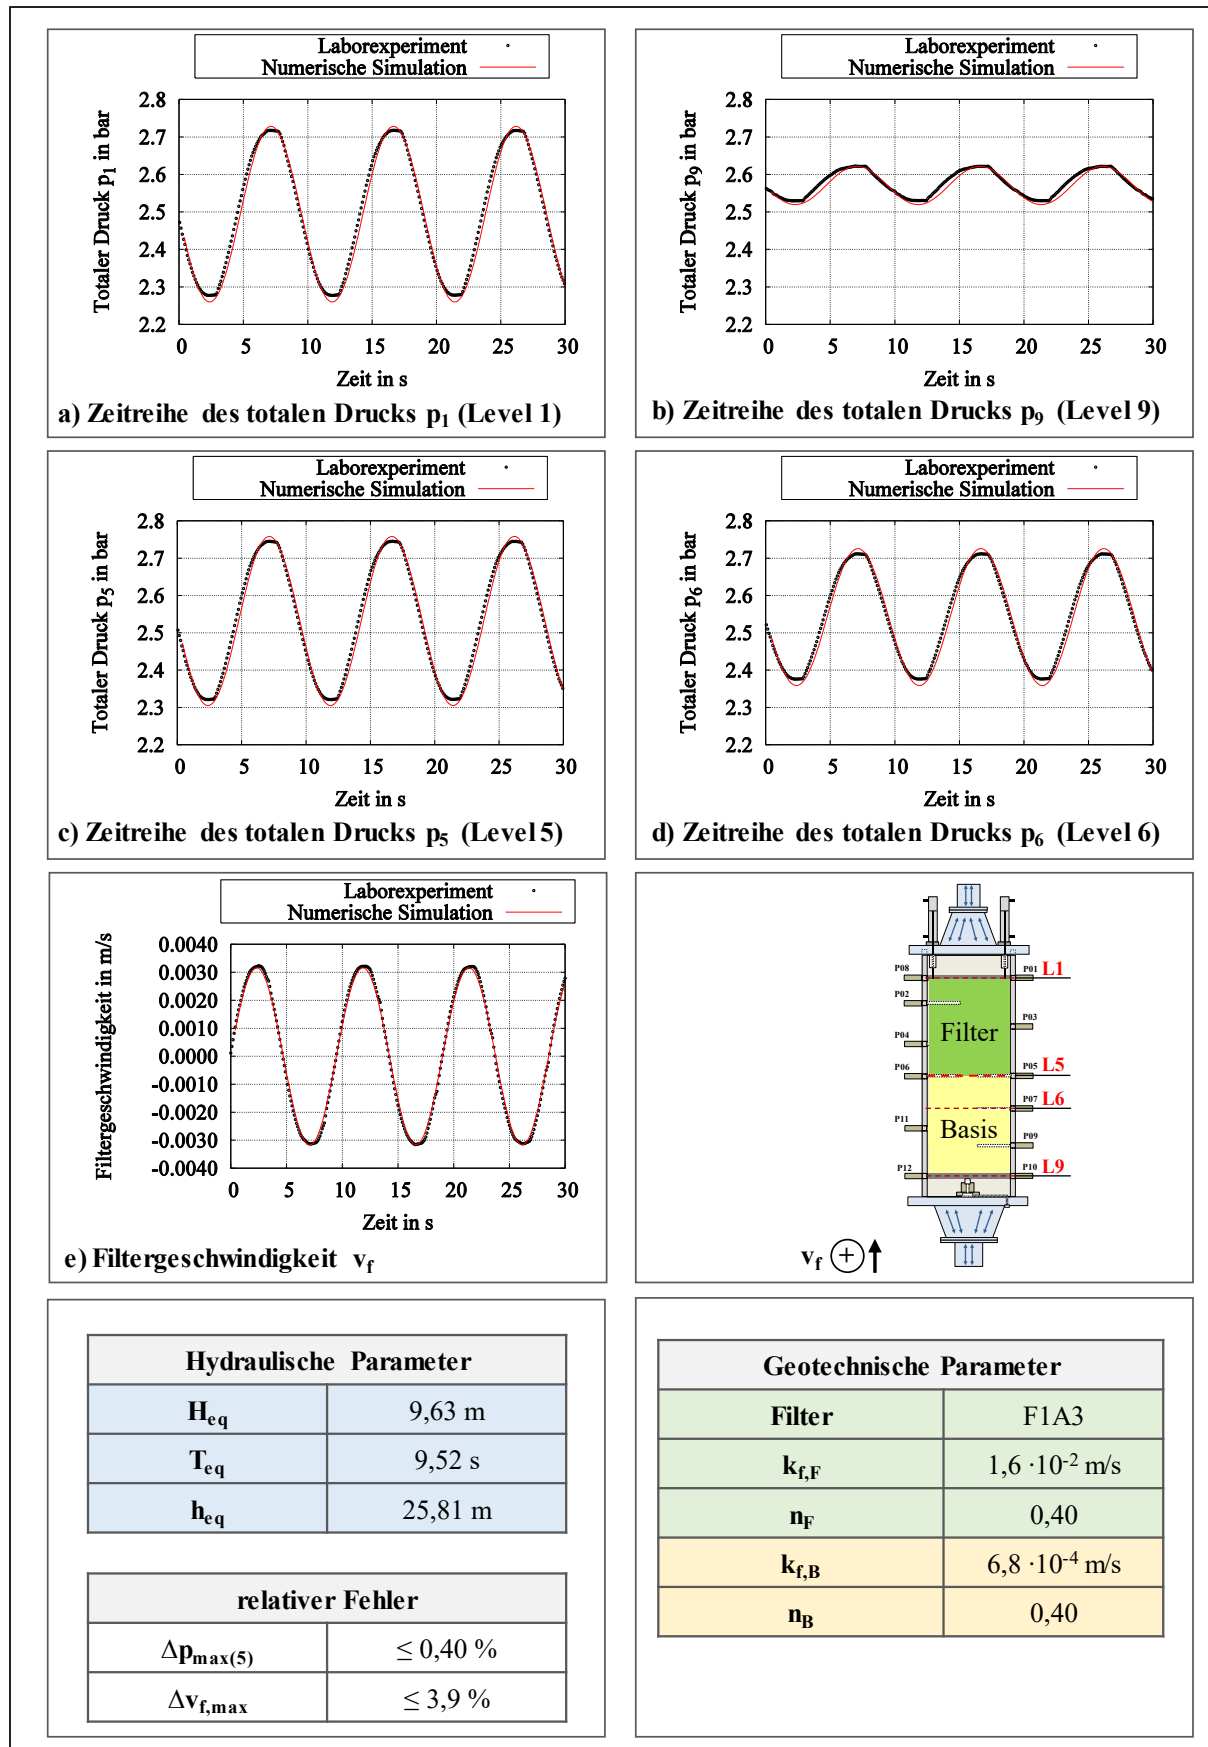 Laborexperiment
Numerische Simulation
Totaler Druck p1 in bar
2.8
2.7
2.6
2.5
2.4
2.3
2.2
0 5 10 15 20 25 30
Zeit in s
a) Zeitreihe des totalen Drucks p1 (Level 1)
Laborexperiment
Numerische Simulation
Totaler Druck p9 in bar
2.8
2.7
2.6
2.5
2.4
2.3
2.2
0 5 10 15 20 25 30
Zeit in s
b) Zeitreihe des totalen Drucks p9 (Level 9)
Laborexperiment
Numerische Simulation
Totaler Druck p5 in bar
2.8
2.7
2.6
2.5
2.4
2.3
2.2
0 5 10 15 20 25 30
Zeit in s
c) Zeitreihe des totalen Drucks p5 (Level 5)
Laborexperiment
Numerische Simulation
Totaler Druck p6 in bar
2.8
2.7
2.6
2.5
2.4
2.3
2.2
0 5 10 15 20 25 30
Zeit in s
d) Zeitreihe des totalen Drucks p6 (Level 6)
Laborexperiment
Numerische Simulation
Filtergeschwindigkeit in m/s
0.0040
0.0030
0.0020
0.0010
0.0000
-0.0010
-0.0020
-0.0030
-0.0040
0 5 10 15 20 25 30
Zeit in s
e) Filtergeschwindigkeit vf
P08 P01 L1
P02
P03
Filter
P04
P06 P05 L5
P07 L6
P11
Basis
P09
P12 P10 L9
vf +
Hydraulische Parameter
Heq 9,63 m
Teq 9,52 s
heq 25,81 m
relativer Fehler
Δpmax(5) ≤ 0,40 %
Δvf,max ≤ 3,9 %
Geotechnische Parameter
Filter F1A3
kf,F 1,6 ·10-2 m/s
nF 0,40
kf,B 6,8 ·10-4 m/s
nB 0,40